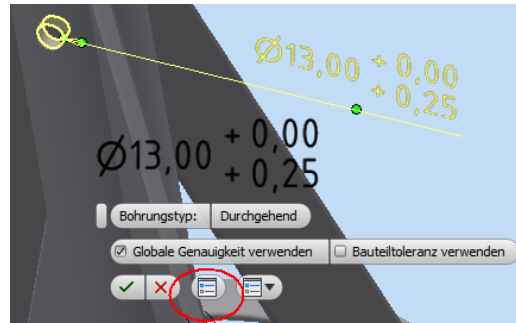 Ø13,00 + 0,00
+ 0,25
Ø13,00 + 0,00
+ 0,25
Bohrungstyp: Durchgehend
Globale Genauigkeit verwenden Bauteiltoleranz verwenden